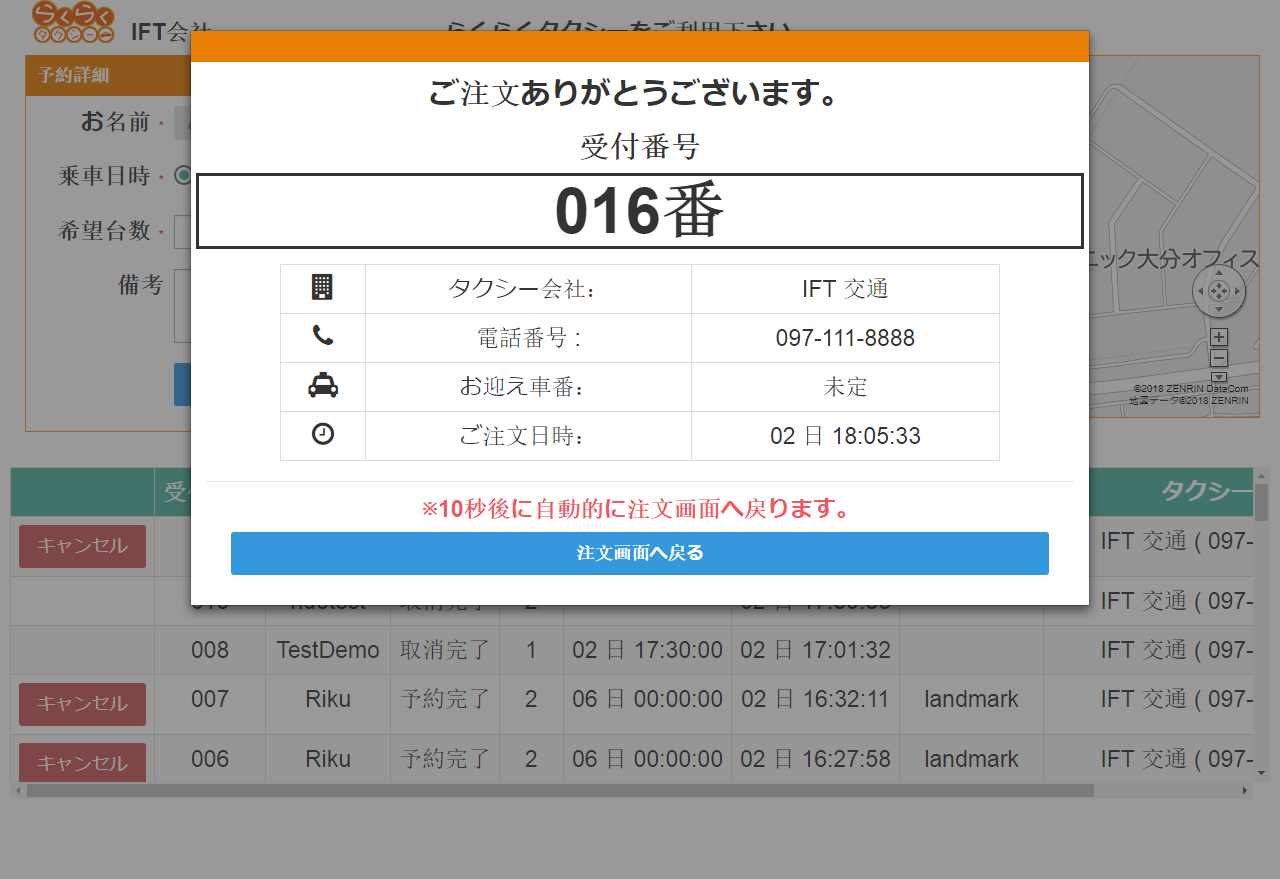 らくらく
タクシー
IFT会社
らくらくタクシーをご利用下さい
予約詳細
お名前 *
乗車日時 *
希望台数 *
備考
ご注文ありがとうございます。
受付番号
016番
タクシー会社: IFT 交通
電話番号 : 097-111-8888
お迎え車番: 未定
ご注文日時: 02 日 18:05:33
※10秒後に自動的に注文画面へ戻ります。
注文画面へ戻る
ニック大分オフィス
©2018 ZENRIN DataCom
地図データ©2018 ZENRIN
受 タクシー
キャンセル IFT 交通 ( 097-
IFT 交通 ( 097-
008 TestDemo 取消完了 1 02 日 17:30:00 02 日 17:01:32 IFT 交通 ( 097-
キャンセル 007 Riku 予約完了 2 06 日 00:00:00 02 日 16:32:11 landmark IFT 交通 ( 097-
キャンセル 006 Riku 予約完了 2 06 日 00:00:00 02 日 16:27:58 landmark IFT 交通 ( 097-